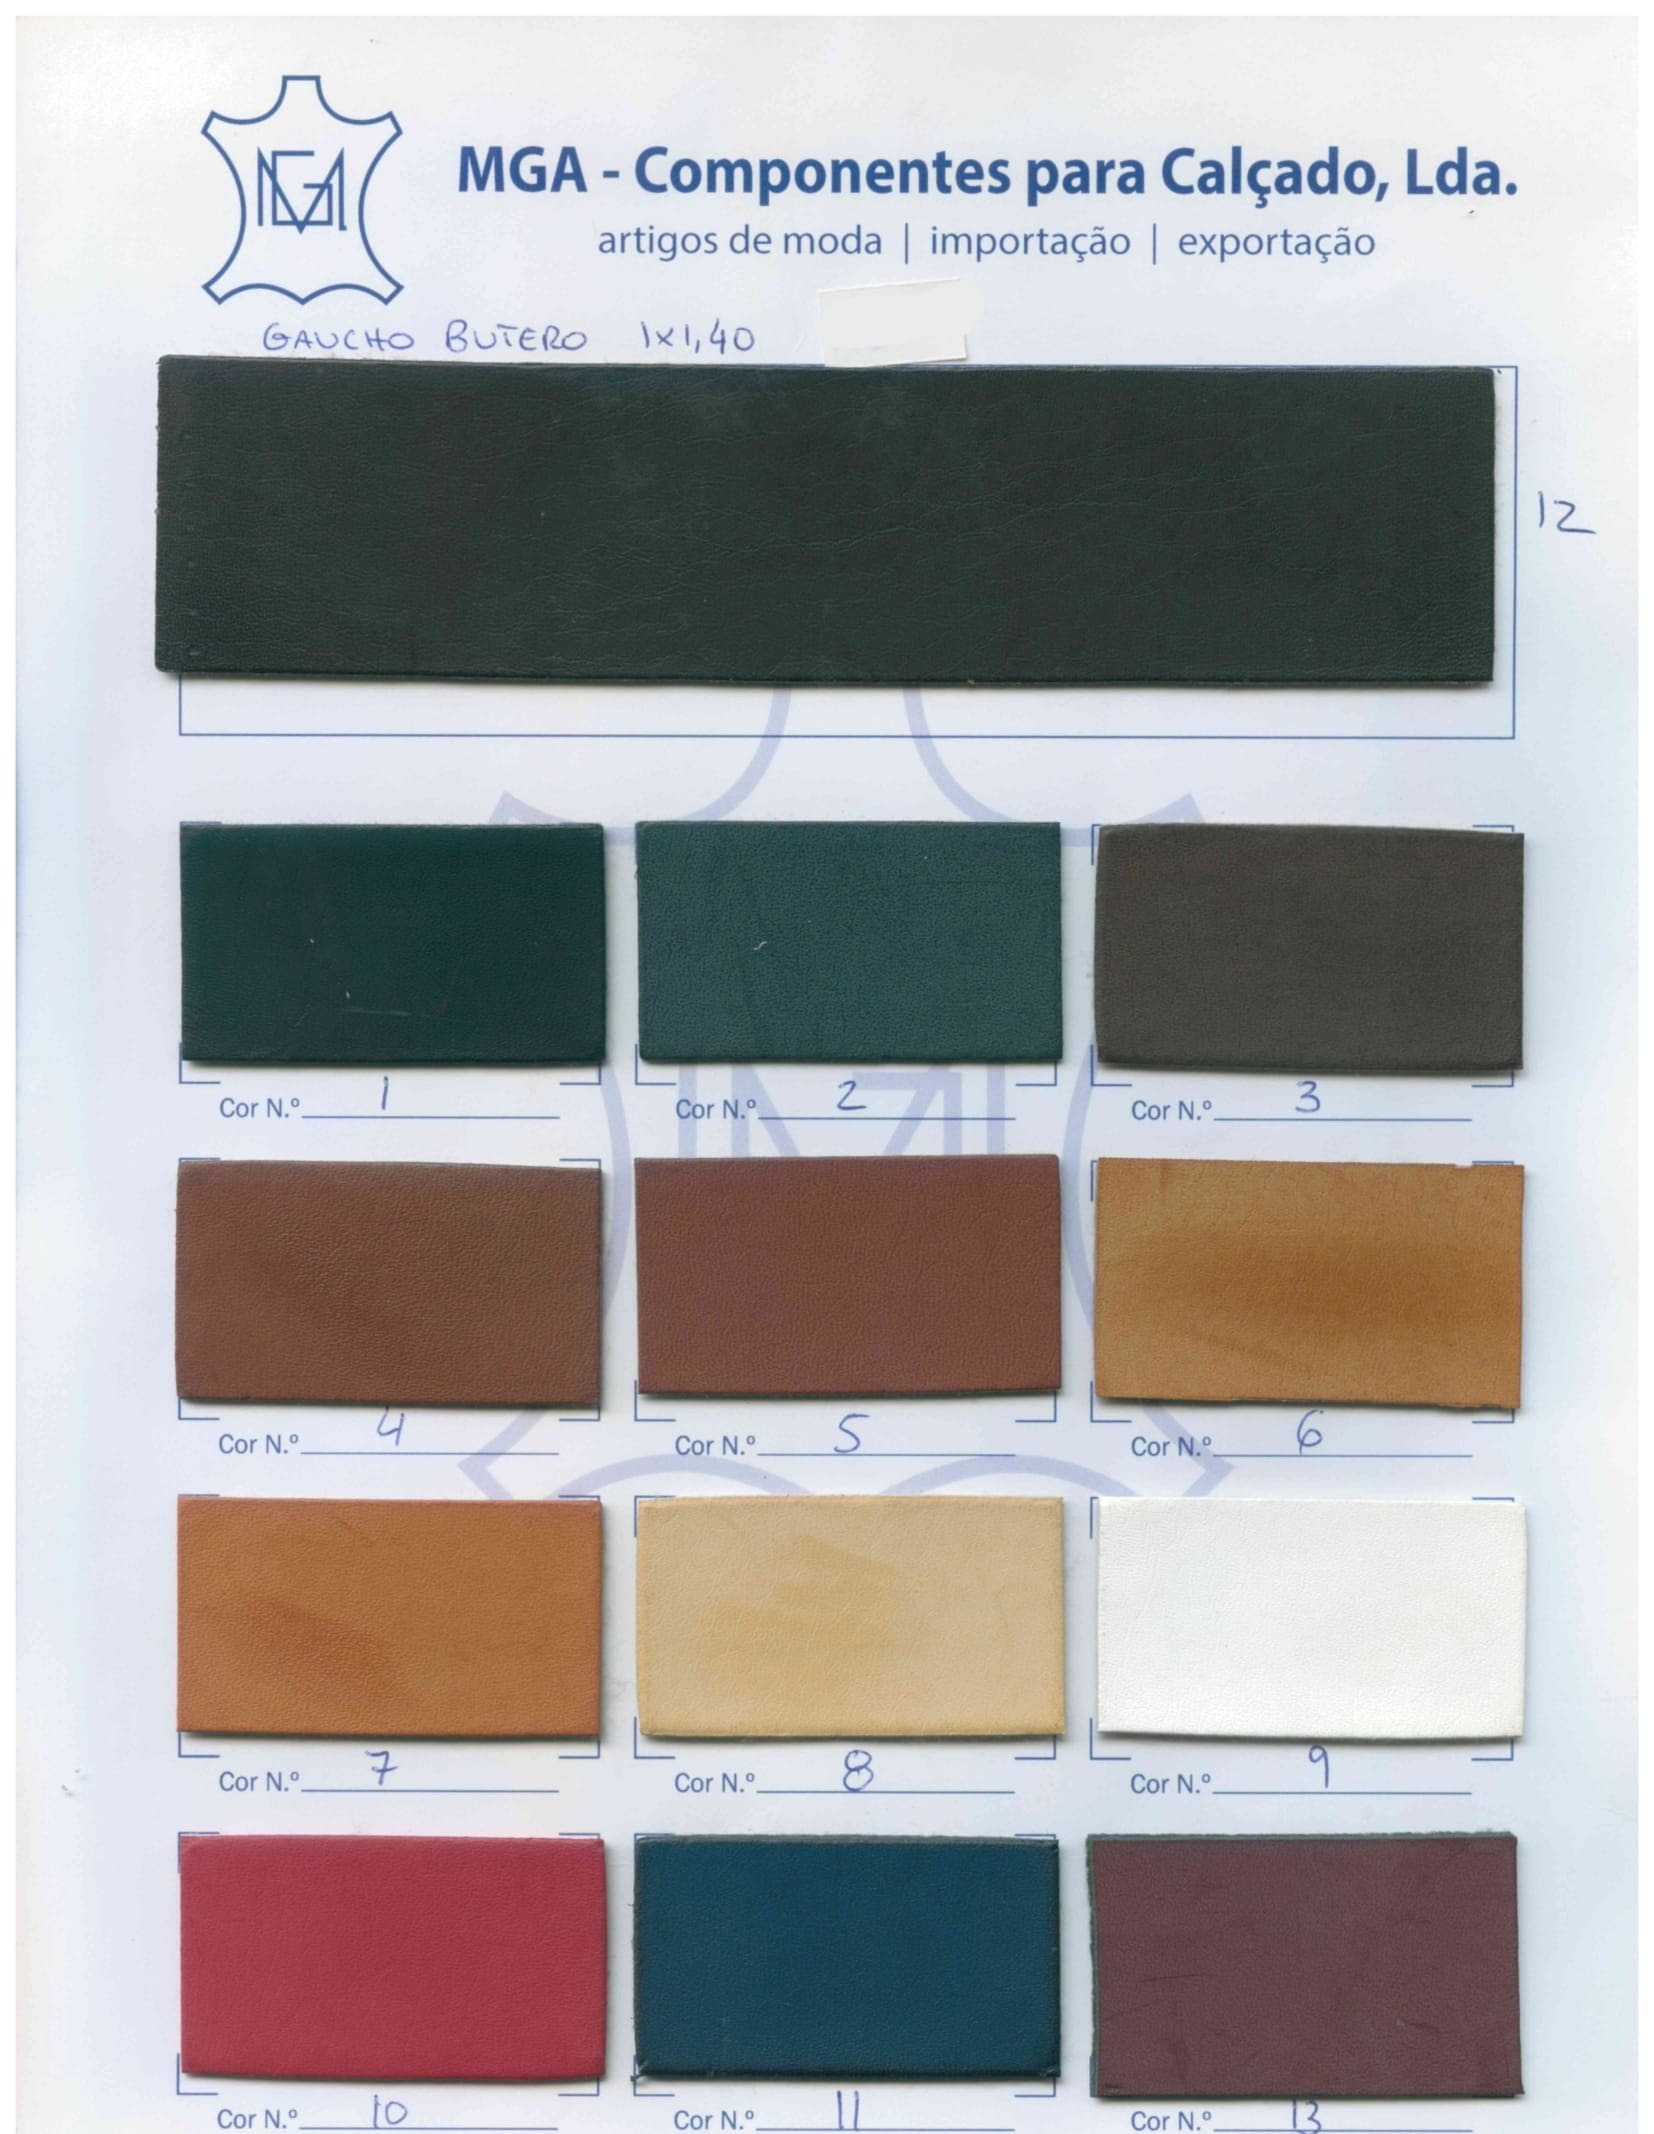 MGA
MGA - Componentes para Calçado, Lda.
artigos de moda | importação | exportação
GAUCHO BUTERO 1x1,40
12
Cor N.º 1
Cor N.º 2
Cor N.º 3
Cor N.º 4
Cor N.º 5
Cor N.º 6
Cor N.º 7
Cor N.º 8
Cor N.º 9
Cor N.º 10
Cor N.º 11
Cor N.º 13